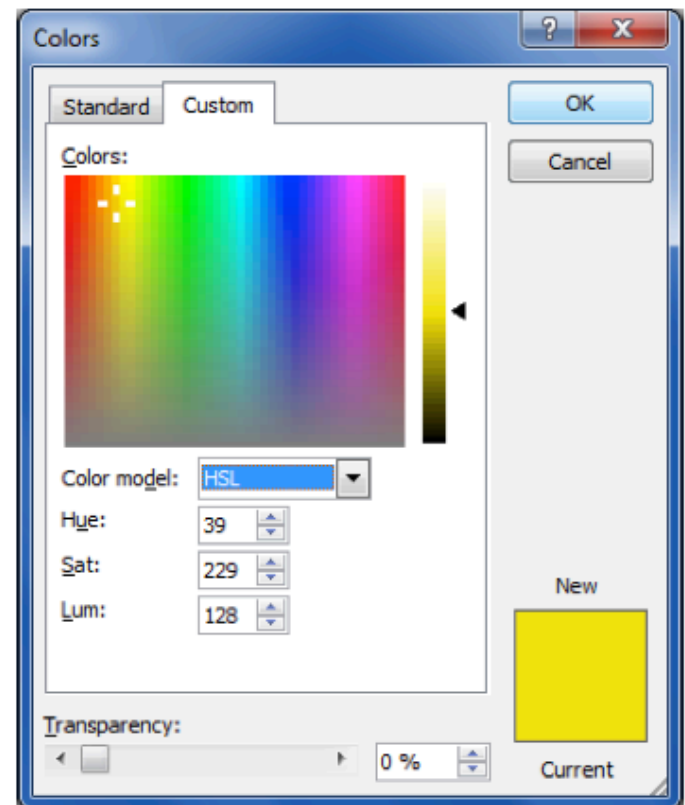 Colors
? X
Standard Custom
OK
Colors:
Cancel
Color model: HSL
Hue: 39
Sat: 229
Lum: 128
New
Transparency:
0 %
Current